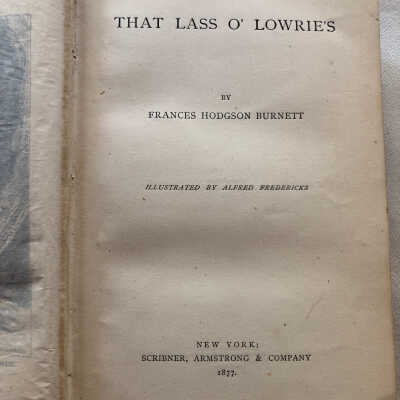 THAT LASS O' LOWRIE'S
BY
FRANCES HODGSON BURNETT
ILLUSTRATED BY ALFRED FREDERICKS
NEW YORK:
SCRIBNER, ARMSTRONG & COMPANY
1877.